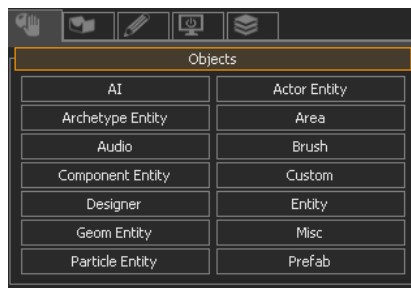 Objects
AI Actor Entity
Archetype Entity Area
Audio Brush
Component Entity Custom
Designer Entity
Geom Entity Misc
Particle Entity Prefab